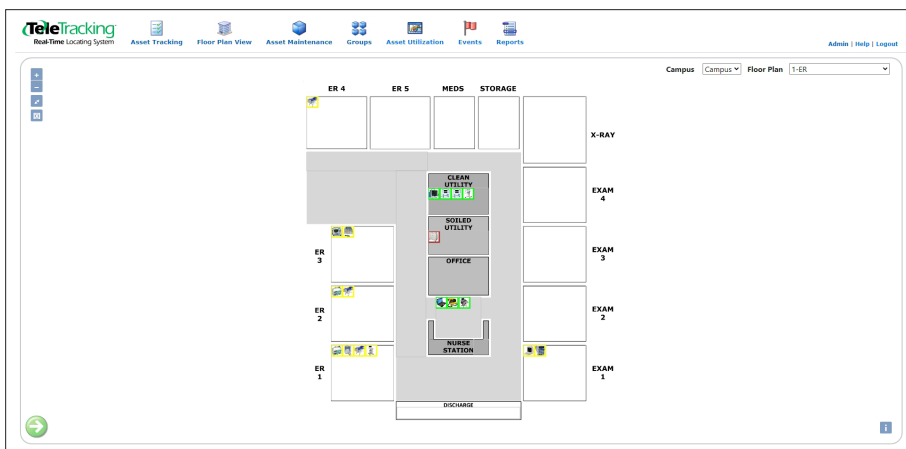 TeleTracking
Real-Time Locating System
Asset Tracking
Floor Plan View
Asset Maintenance
Groups
Asset Utilization
Events
Reports
Admin | Help | Logout
Campus Campus Floor Plan 1-ER
+
−
ER 4 ER 5 MEDS STORAGE
X-RAY
CLEAN
UTILITY
EXAM
4
SOILED
UTILITY
ER
3
OFFICE
EXAM
3
ER
2
EXAM
2
NURSE
STATION
ER
1
EXAM
1
DISCHARGE
i